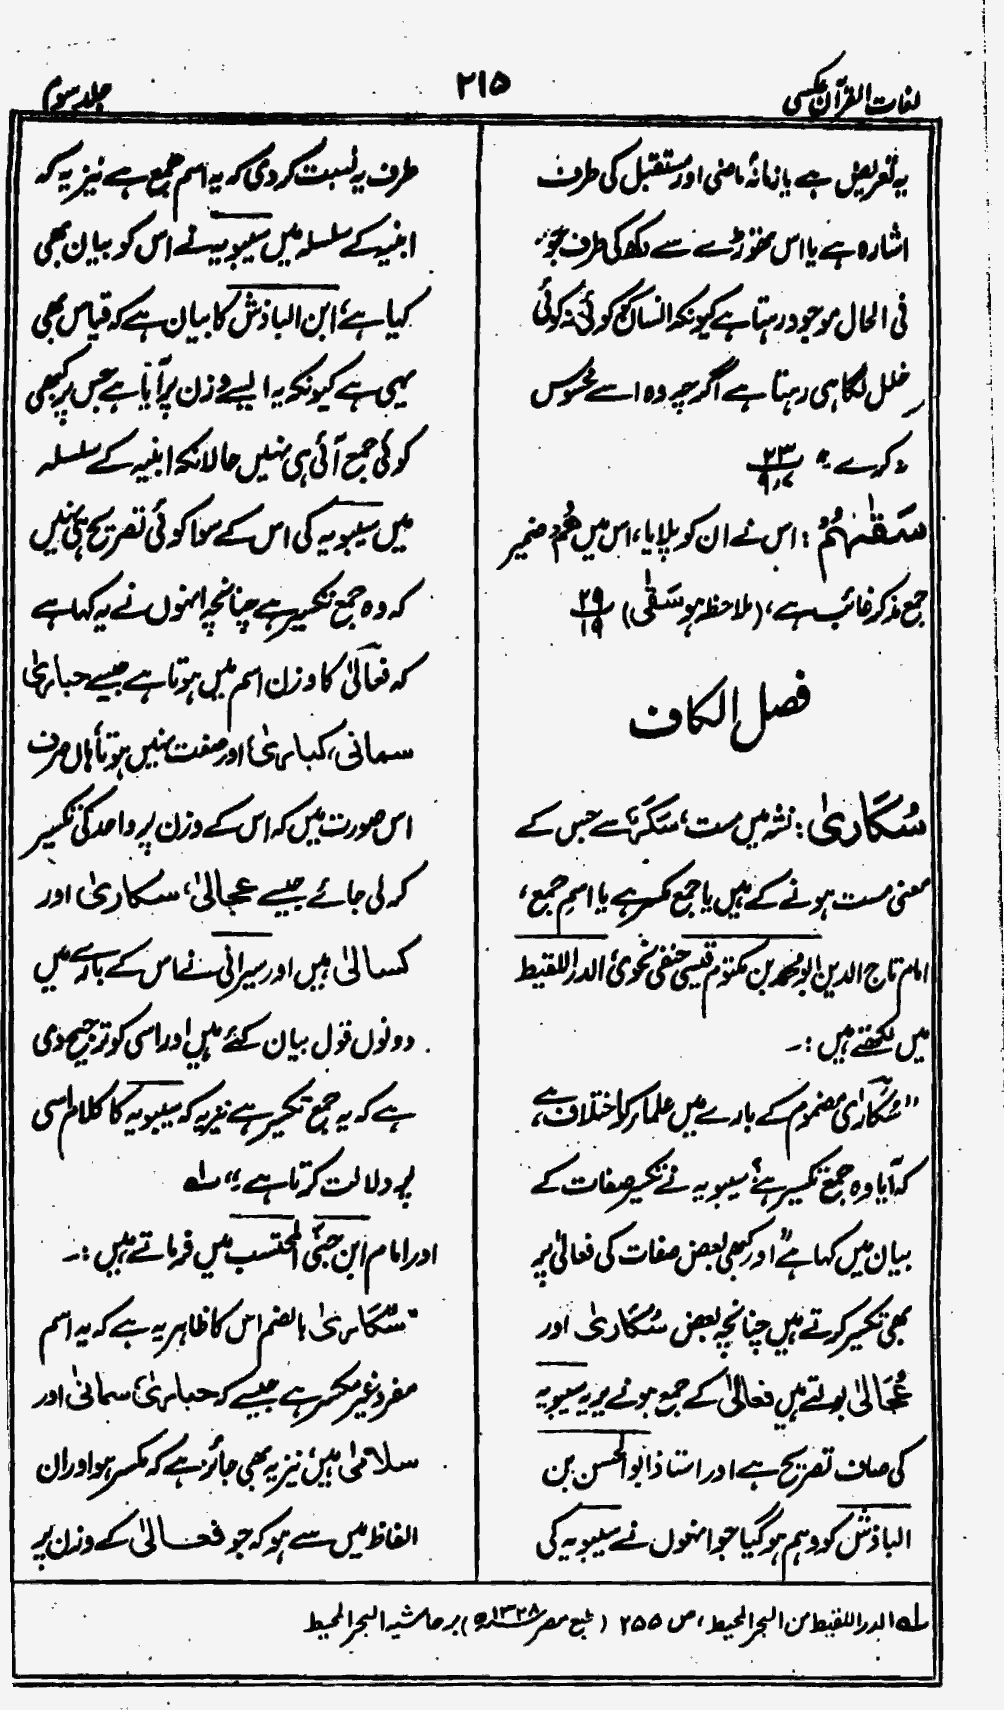 لغات القرآن عکسی
۲۱۵
جلد سوم
یہ تعریض ہے یا زمانۂ ماضی اور مستقبل کی طرف
اشارہ ہے یا اس تھوڑے سے دکھ کی طرف جو
فی الحال موجود رہتا ہے کیونکہ انسان کو کوئی نہ کوئی
خلل لگا ہی رہتا ہے اگرچہ وہ اسے محسوس
نہ کرے ۔" ۲۳ / ۷، ۹
سَقٰىہُمْ : اس نے ان کو پلایا، اس میں ھُمْ ضمیر
جمع مذکر غائب ہے، (ملاحظہ ہو سَقٰی) ۲۹ / ۱۹
فصل الکاف
سُکَاریٰ : نشہ میں مست، سَکَرٌ سے جس کے
معنی مست ہونے کے ہیں یا جمع مکسر ہے یا اسمِ جمع،
امام تاج الدین ابو محمد بن مکتوم قیسی حنفی نحوی الدر اللقیط
میں لکھتے ہیں :۔
"سُکَارٰی مضموم کے بارے میں علمار کو اختلاف ہے،
کہ آیا وہ جمع تکسیر ہے؟ سیبویہ نے تکسیر صفات کے
بیان میں کہا ہے" اور کبھی بعض صفات کی فعالیٰ پر
بھی تکسیر کرتے ہیں چنانچہ بعض سُکَاریٰ اور
عُجَالیٰ بولتے ہیں فعالیٰ کے جمع ہونے پر یہ سیبویہ
کی صاف تصریح ہے اور استاذ ابو الحسن بن
الباذش کو وہم ہو گیا جو انہوں نے سیبویہ کی
طرف یہ نسبت کر دی کہ یہ اسم جمع ہے نیز یہ کہ
ابنیہ کے سلسلہ میں سیبویہ نے اس کو بیان بھی
کیا ہے، ابن الباذش کا بیان ہے کہ قیاس بھی
یہی ہے کیونکہ یہ ایسے وزن پر آیا ہے جس پر کبھی
کوئی جمع آئی ہی نہیں حالانکہ ابنیہ کے سلسلہ
میں سیبویہ کی اس کے سوا کوئی تصریح ہی نہیں
کہ وہ جمع تکسیر ہے چنانچہ انہوں نے یہ کہا ہے
کہ فعالیٰ کا وزن اسم میں ہوتا ہے جیسے حباریٰ
سمانیٰ، کباریٰ، اور صفت نہیں ہوتا ہاں صرف
اس صورت میں کہ اس کے وزن پر واحد کی تکسیر
کر لی جائے جیسے عجالیٰ، سکاریٰ اور
کسالیٰ ہیں اور سیرافی نے اس کے بارے میں
دونوں قول بیان کئے ہیں اور اسی کو ترجیح دی
ہے کہ یہ جمع تکسیر ہے نیز یہ کہ سیبویہ کا کلام اسی
پر دلالت کرتا ہے ۔" لہ
اور امام ابن جنی المحتسب میں فرماتے ہیں :۔
"سُکَاریٰ بالضم اس کا ظاہر یہ ہے کہ یہ اسم
مفرد غیر مکسر ہے جیسے کہ حباریٰ، سمانیٰ اور
سلامیٰ ہیں، نیز یہ بھی جائز ہے کہ مکسر ہو اور ان
الفاظ میں سے ہو کہ جو فعالیٰ کے وزن پر
لہ الدر اللقیط من البحر المحیط، ص ۲۵۵ (طبع مصر ۱۳۲۸ھ) بر حاشیہ البحر المحیط